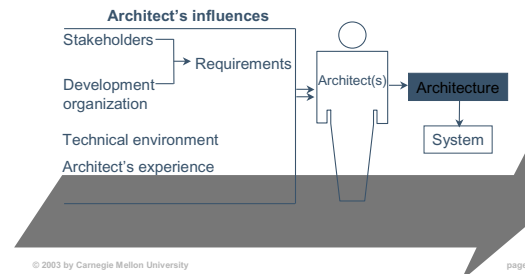 Architect's influences
Stakeholders
Requirements
Development
organization
Technical environment
Architect's experience
Architect(s)
Architecture
System
© 2003 by Carnegie Mellon University
page